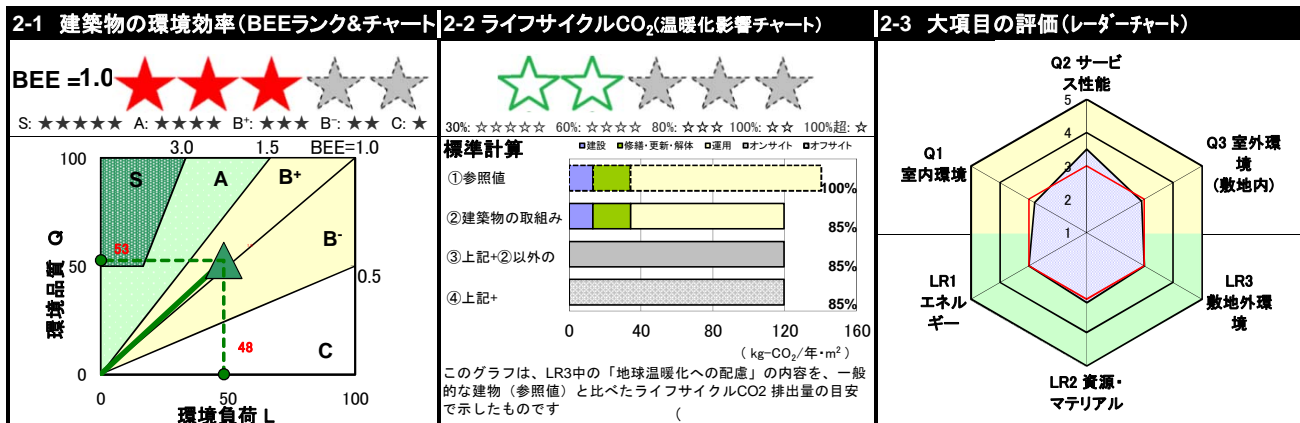 2-1 建築物の環境効率(BEEランク&チャート
BEE =1.0
S: ★★★★★ A: ★★★★ B⁺: ★★★ B⁻: ★★ C: ★
3.0 1.5 BEE=1.0
100
S
A
B⁺
B⁻
53
50
0.5
環境品質 Q
48
C
0
0 50 100
環境負荷 L
2-2 ライフサイクルCO₂(温暖化影響チャート)
30%: ☆☆☆☆☆ 60%: ☆☆☆☆ 80%: ☆☆☆ 100%: ☆☆ 100%超: ☆
標準計算
建設 修繕・更新・解体 運用 オンサイト オフサイト
①参照値 100%
②建築物の取組み 85%
③上記+②以外の 85%
④上記+ 85%
0 40 80 120 160
( kg-CO₂/年・m² )
このグラフは、LR3中の「地球温暖化への配慮」の内容を、一般
的な建物(参照値)と比べたライフサイクルCO2 排出量の目安
で示したものです (
2-3 大項目の評価(レーダーチャート)
Q2 サービ
ス性能
5
4
3
2
1
Q1
室内環境
Q3 室外環
境
(敷地内)
LR1
エネル
ギー
LR3
敷地外環
境
LR2 資源・
マテリアル